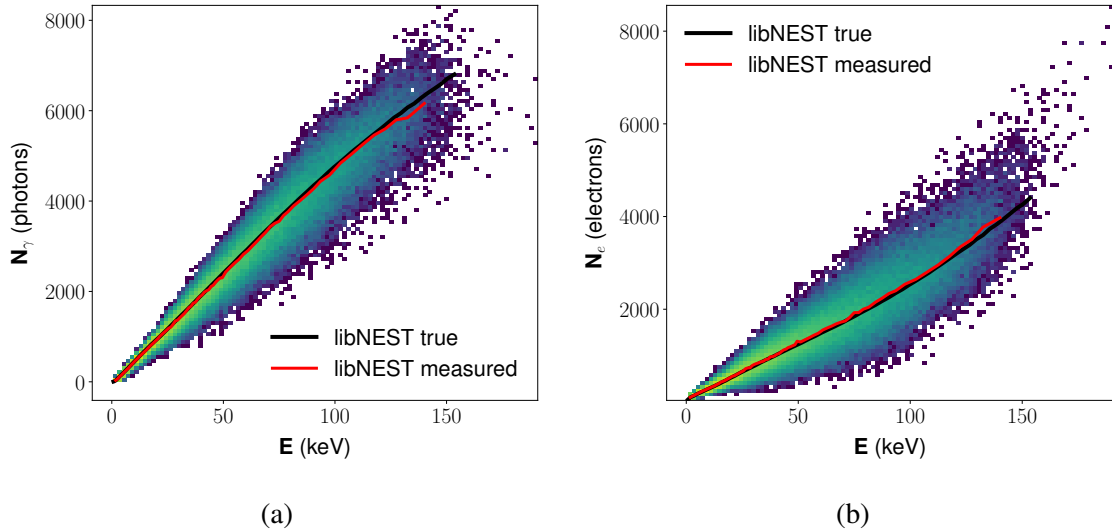 8000
6000
4000
2000
0
N_γ (photons)
libNEST true
libNEST measured
0 50 100 150
E (keV)
(a)
8000
6000
4000
2000
N_e (electrons)
libNEST true
libNEST measured
0 50 100 150
E (keV)
(b)